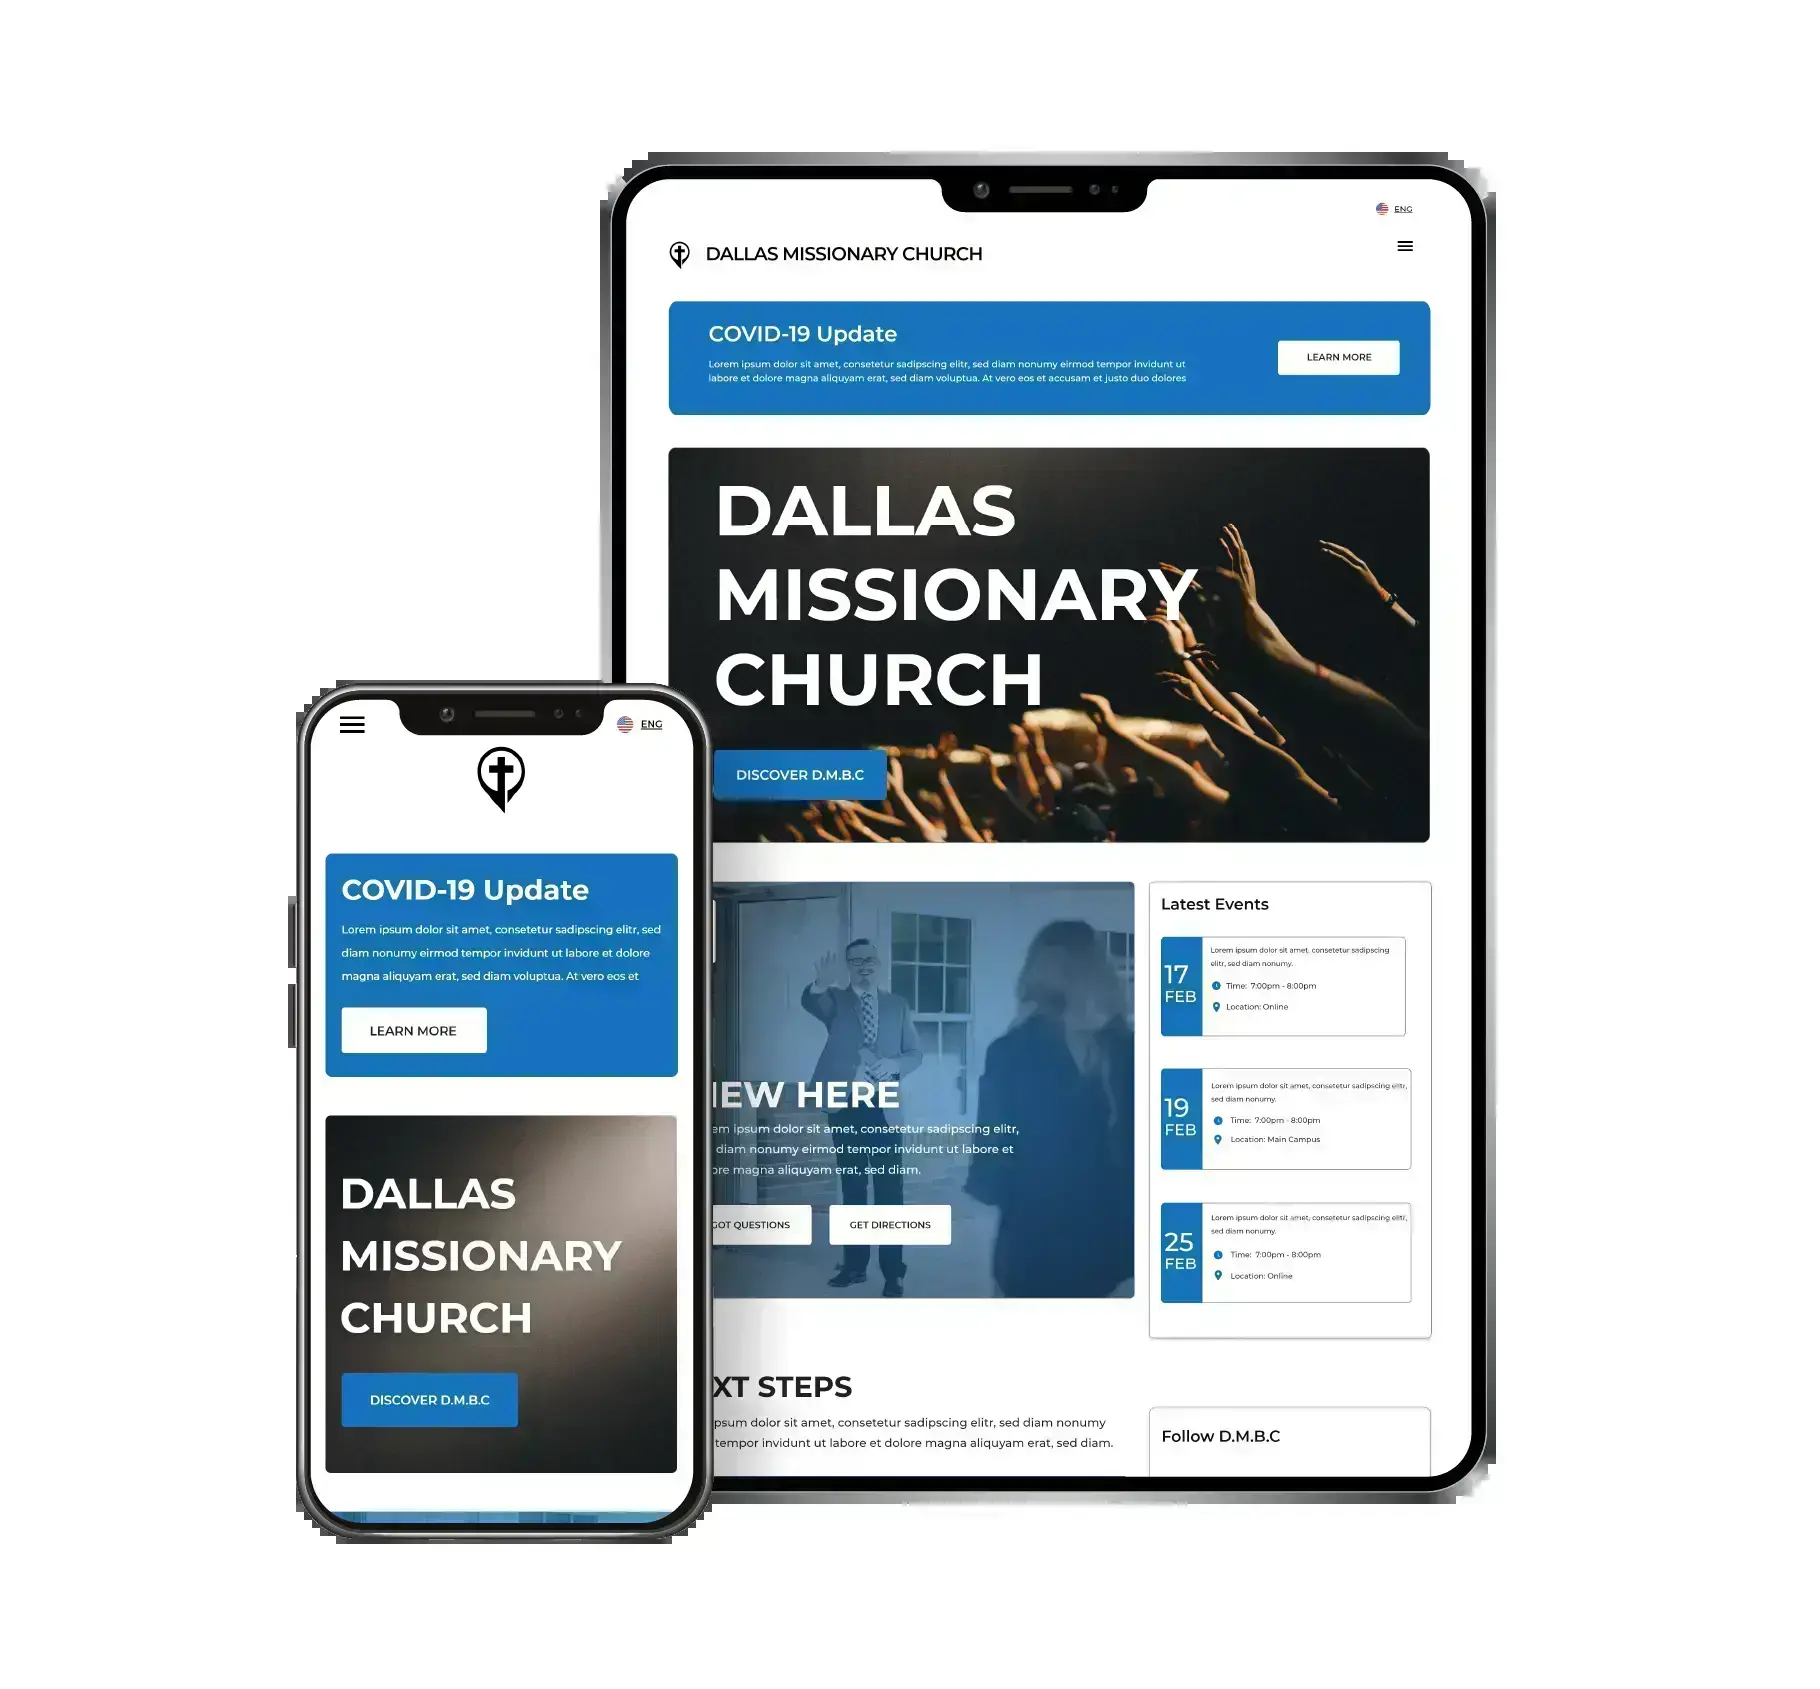 ENG
DALLAS MISSIONARY CHURCH
COVID-19 Update
Lorem ipsum dolor sit amet, consetetur sadipscing elitr, sed diam nonumy eirmod tempor invidunt ut
labore et dolore magna aliquyam erat, sed diam voluptua. At vero eos et accusam et justo duo dolores
LEARN MORE
DALLAS
MISSIONARY
CHURCH
DISCOVER D.M.B.C
IEW HERE
em ipsum dolor sit amet, consetetur sadipscing elitr,
diam nonumy eirmod tempor invidunt ut labore et
ore magna aliquyam erat, sed diam.
GOT QUESTIONS
GET DIRECTIONS
Latest Events
17
FEB
Lorem ipsum dolor sit amet, consetetur sadipscing
elitr, sed diam nonumy.
Time: 7:00pm - 8:00pm
Location: Online
19
FEB
Lorem ipsum dolor sit amet, consetetur sadipscing elitr,
sed diam nonumy.
Time: 7:00pm - 8:00pm
Location: Main Campus
25
FEB
Lorem ipsum dolor sit amet, consetetur sadipscing elitr,
sed diam nonumy.
Time: 7:00pm - 8:00pm
Location: Online
XT STEPS
psum dolor sit amet, consetetur sadipscing elitr, sed diam nonumy
tempor invidunt ut labore et dolore magna aliquyam erat, sed diam.
Follow D.M.B.C
ENG
COVID-19 Update
Lorem ipsum dolor sit amet, consetetur sadipscing elitr, sed
diam nonumy eirmod tempor invidunt ut labore et dolore
magna aliquyam erat, sed diam voluptua. At vero eos et
LEARN MORE
DALLAS
MISSIONARY
CHURCH
DISCOVER D.M.B.C